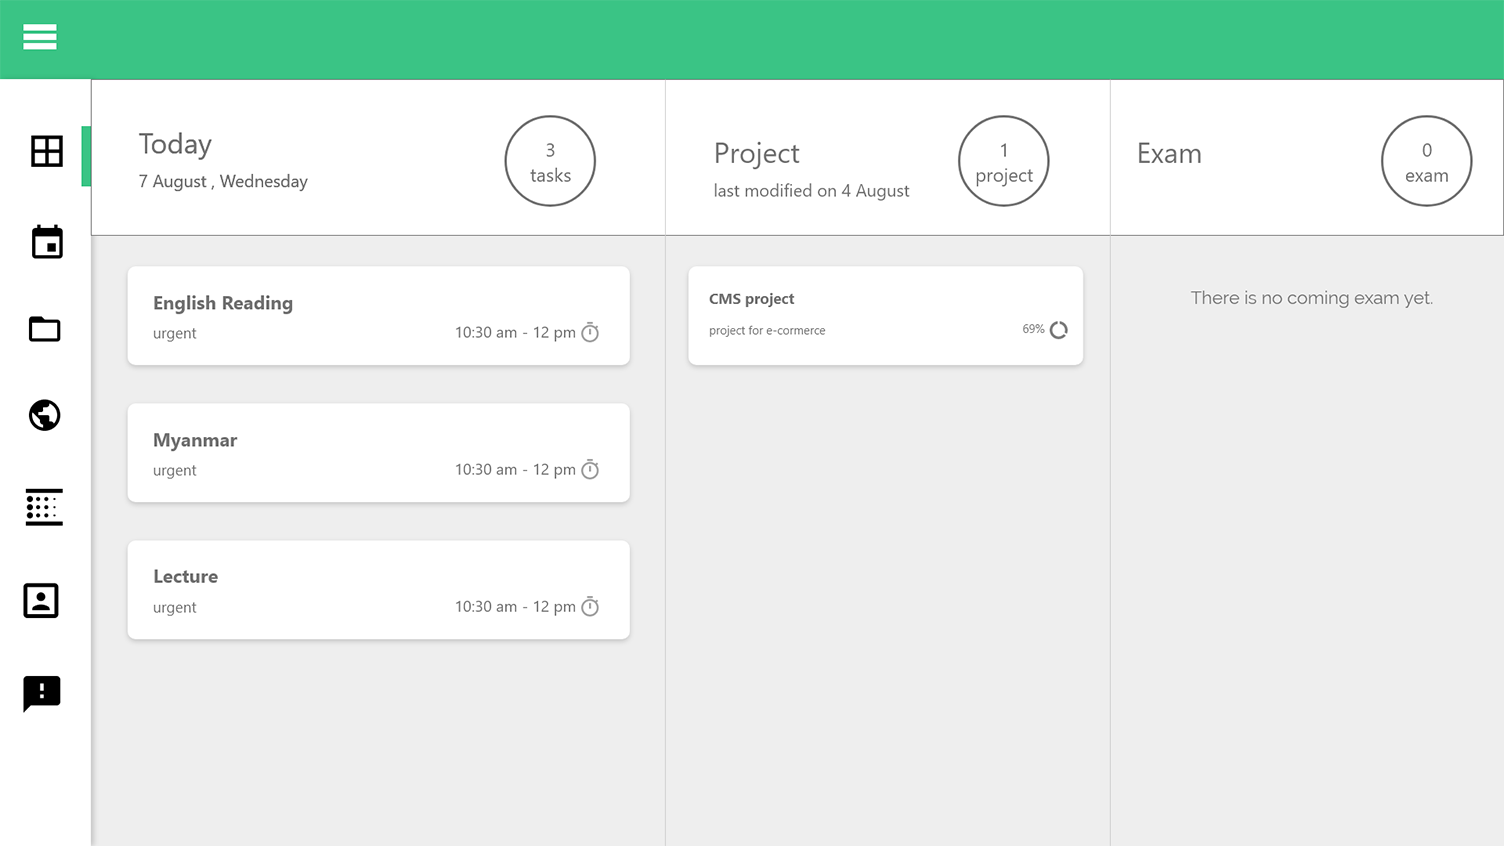 Today
7 August , Wednesday
3
tasks
Project
last modified on 4 August
1
project
Exam
0
exam
English Reading
urgent
10:30 am - 12 pm
Myanmar
urgent
10:30 am - 12 pm
Lecture
urgent
10:30 am - 12 pm
CMS project
project for e-cormerce
69%
There is no coming exam yet.